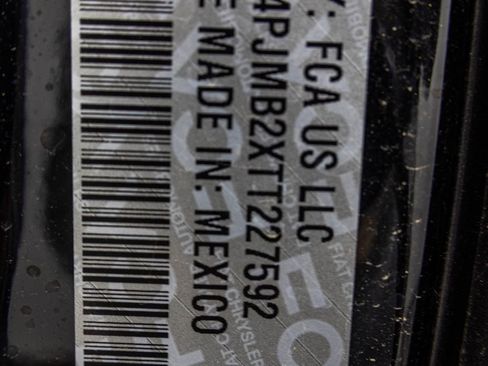 Y: FCA US LLC
4PJMB2XTT227592
E MADE IN: MEXICO